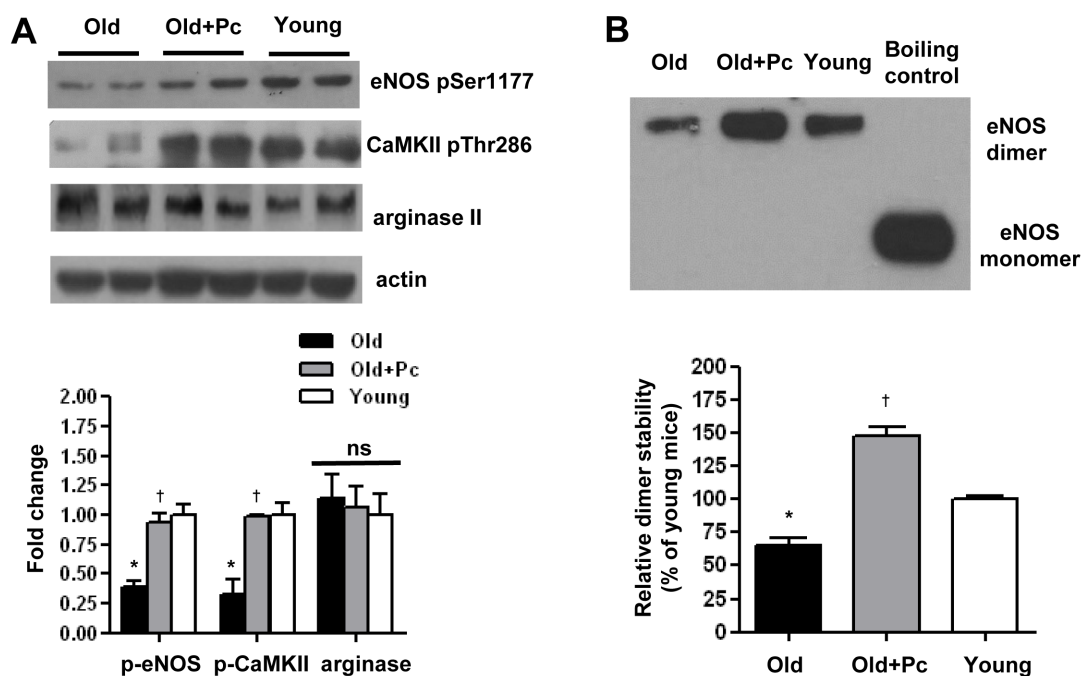 A
Old Old+Pc Young
eNOS pSer1177
CaMKII pThr286
arginase II
actin
Old
Old+Pc
Young
Fold change
2.00
1.75
1.50
1.25
1.00
0.75
0.50
0.25
0.00
ns
* † * †
p-eNOS p-CaMKII arginase
B
Old Old+Pc Young Boiling
control
eNOS
dimer
eNOS
monomer
Relative dimer stability
(% of young mice)
200
175
150
125
100
75
50
25
0
* †
Old Old+Pc Young